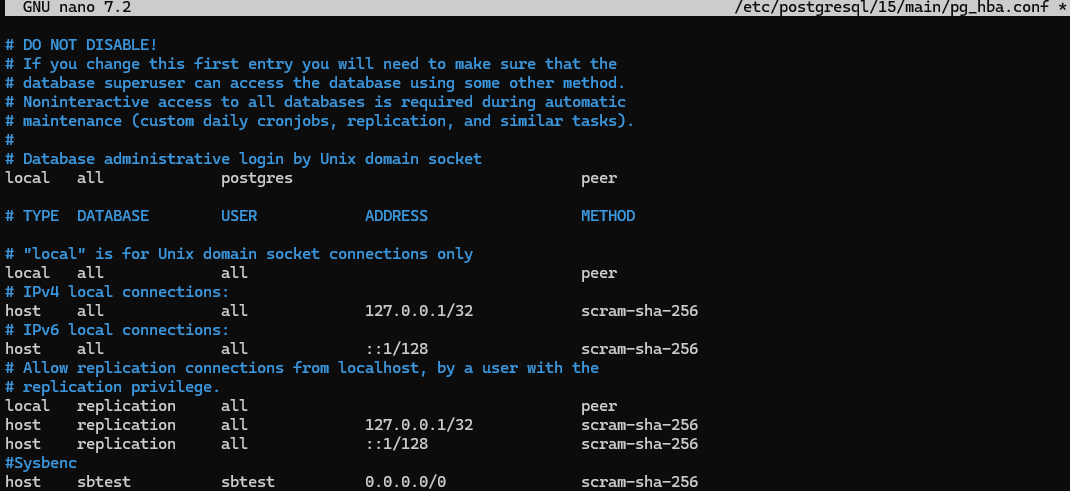 GNU nano 7.2 /etc/postgresql/15/main/pg_hba.conf *
# DO NOT DISABLE!
# If you change this first entry you will need to make sure that the
# database superuser can access the database using some other method.
# Noninteractive access to all databases is required during automatic
# maintenance (custom daily cronjobs, replication, and similar tasks).
#
# Database administrative login by Unix domain socket
local all postgres peer
# TYPE DATABASE USER ADDRESS METHOD
# "local" is for Unix domain socket connections only
local all all peer
# IPv4 local connections:
host all all 127.0.0.1/32 scram-sha-256
# IPv6 local connections:
host all all ::1/128 scram-sha-256
# Allow replication connections from localhost, by a user with the
# replication privilege.
local replication all peer
host replication all 127.0.0.1/32 scram-sha-256
host replication all ::1/128 scram-sha-256
#Sysbenc
host sbtest sbtest 0.0.0.0/0 scram-sha-256